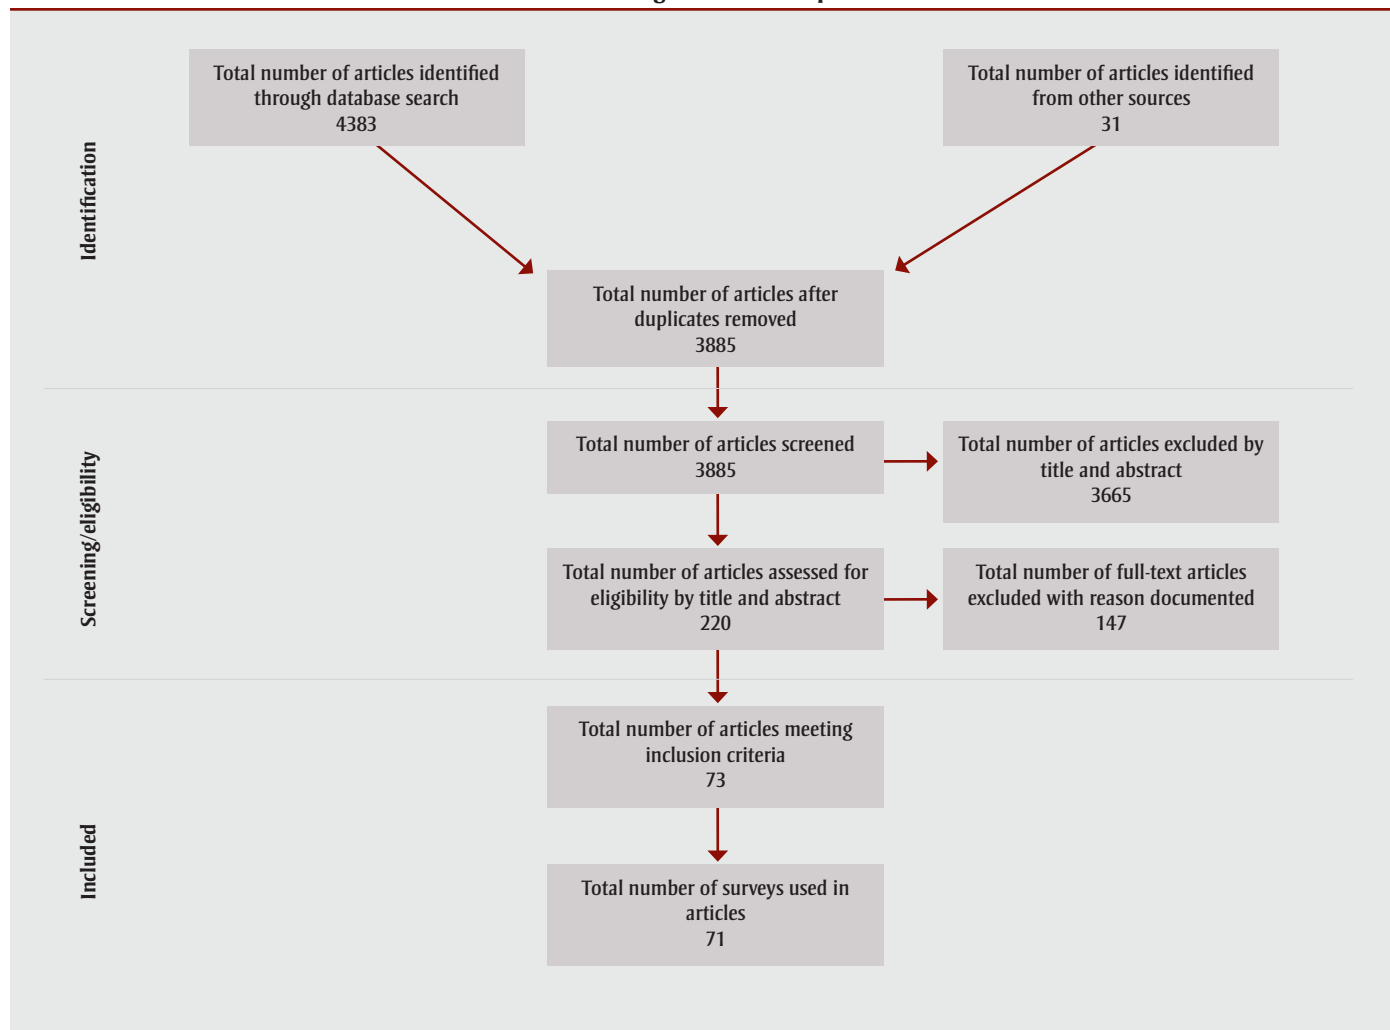 Total number of articles identified
through database search
4383
Total number of articles identified
from other sources
31
Identification
Total number of articles after
duplicates removed
3885
Screening/eligibility
Total number of articles screened
3885
Total number of articles excluded by
title and abstract
3665
Total number of articles assessed for
eligibility by title and abstract
220
Total number of full-text articles
excluded with reason documented
147
Included
Total number of articles meeting
inclusion criteria
73
Total number of surveys used in
articles
71